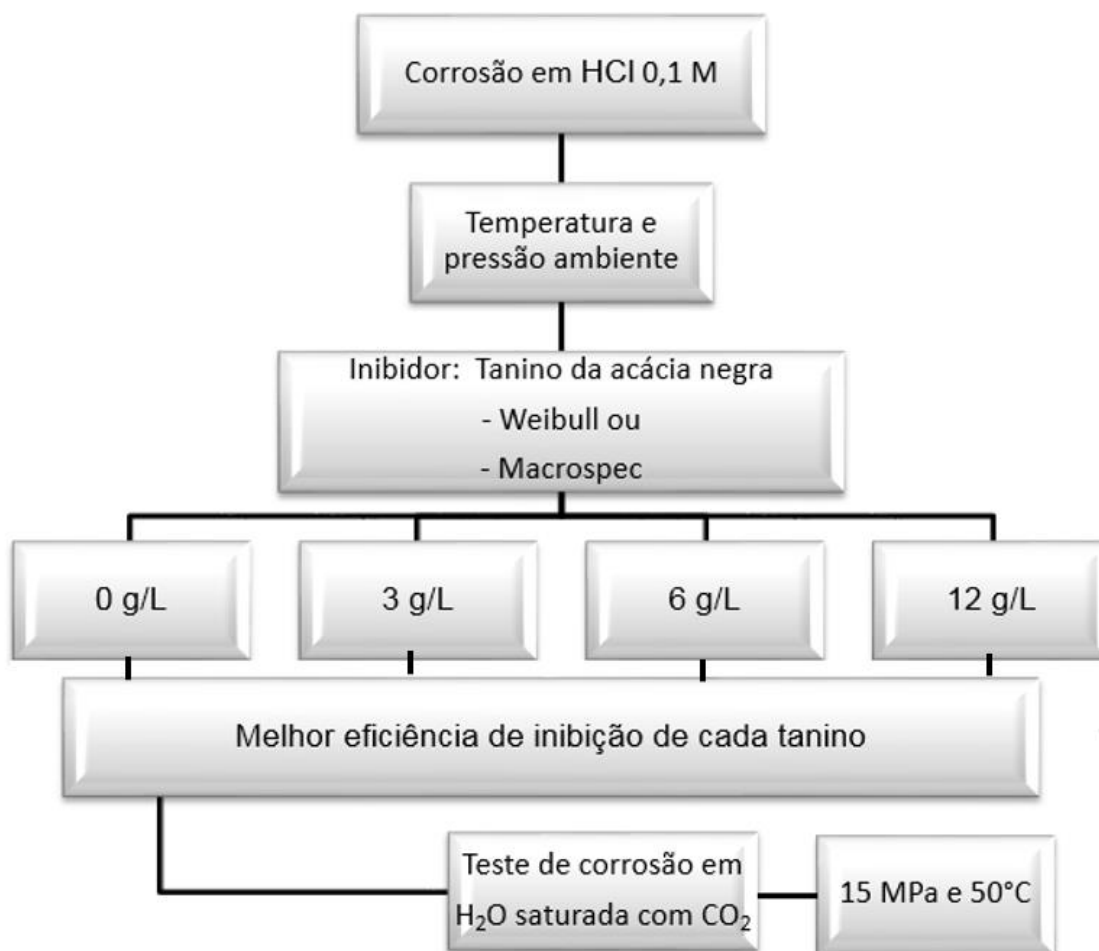 Corrosão em HCl 0,1 M
Temperatura e
pressão ambiente
Inibidor:  Tanino da acácia negra
- Weibull ou
- Macrospec
0 g/L
3 g/L
6 g/L
12 g/L
Melhor eficiência de inibição de cada tanino
Teste de corrosão em
H₂O saturada com CO₂
15 MPa e 50°C